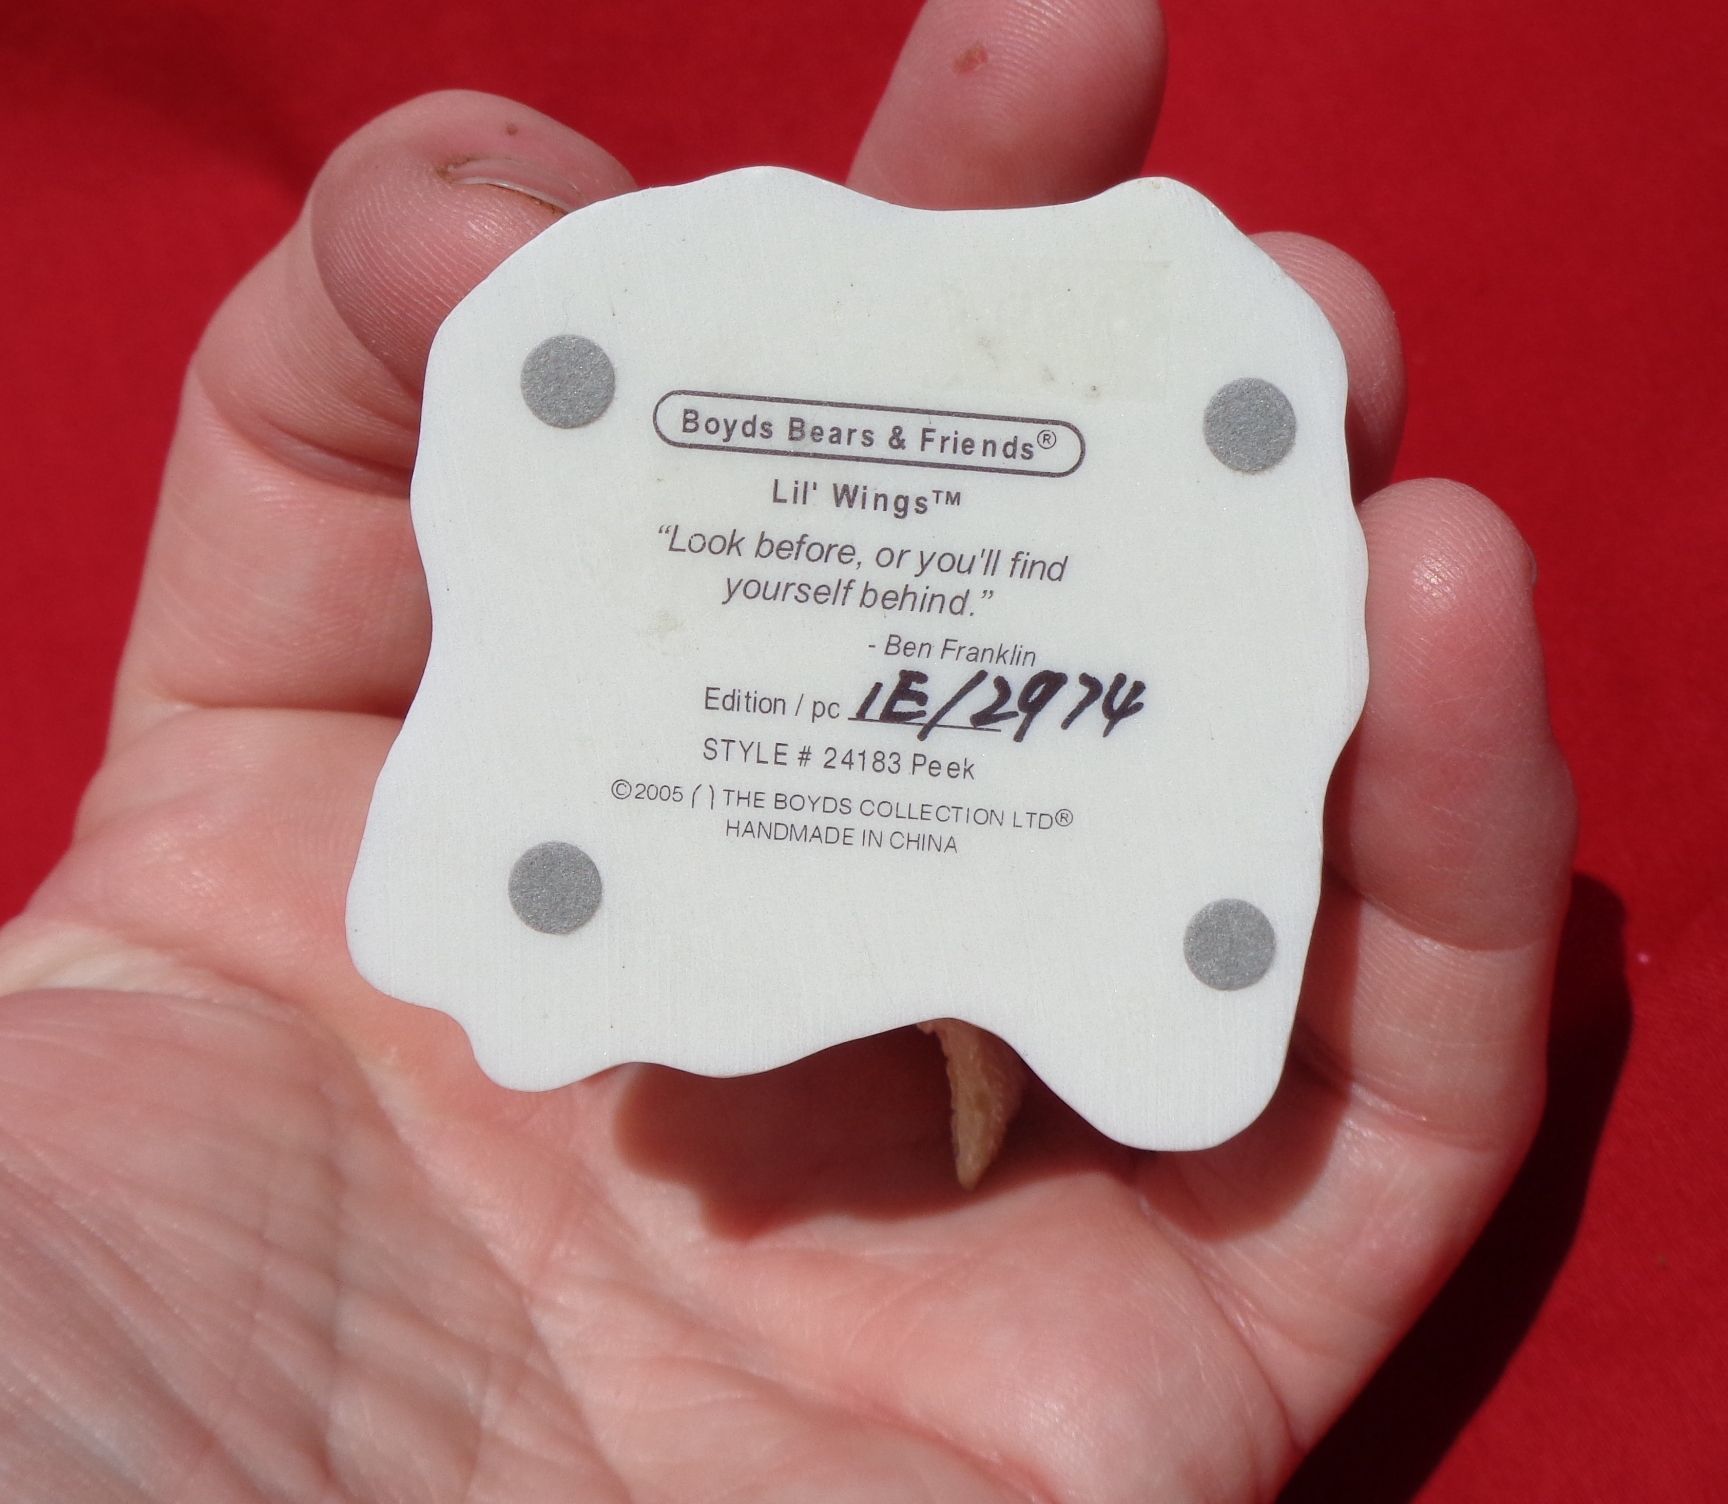 Boyds Bears & Friends®
Lil' Wings™
“Look before, or you'll find
yourself behind.”
- Ben Franklin
Edition / pc 1E/2974
STYLE # 24183 Peek
©2005 ( ) THE BOYDS COLLECTION LTD®
HANDMADE IN CHINA